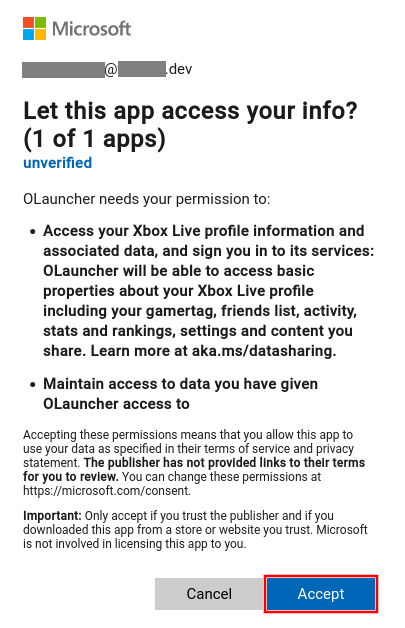 Microsoft
@ .dev
Let this app access your info?
(1 of 1 apps)
unverified
OLauncher needs your permission to:
• Access your Xbox Live profile information and
associated data, and sign you in to its services:
OLauncher will be able to access basic
properties about your Xbox Live profile
including your gamertag, friends list, activity,
stats and rankings, settings and content you
share. Learn more at aka.ms/datasharing.
• Maintain access to data you have given
OLauncher access to
Accepting these permissions means that you allow this app to
use your data as specified in their terms of service and privacy
statement. The publisher has not provided links to their terms
for you to review. You can change these permissions at
https://microsoft.com/consent.
Important: Only accept if you trust the publisher and if you
downloaded this app from a store or website you trust. Microsoft
is not involved in licensing this app to you.
Cancel Accept